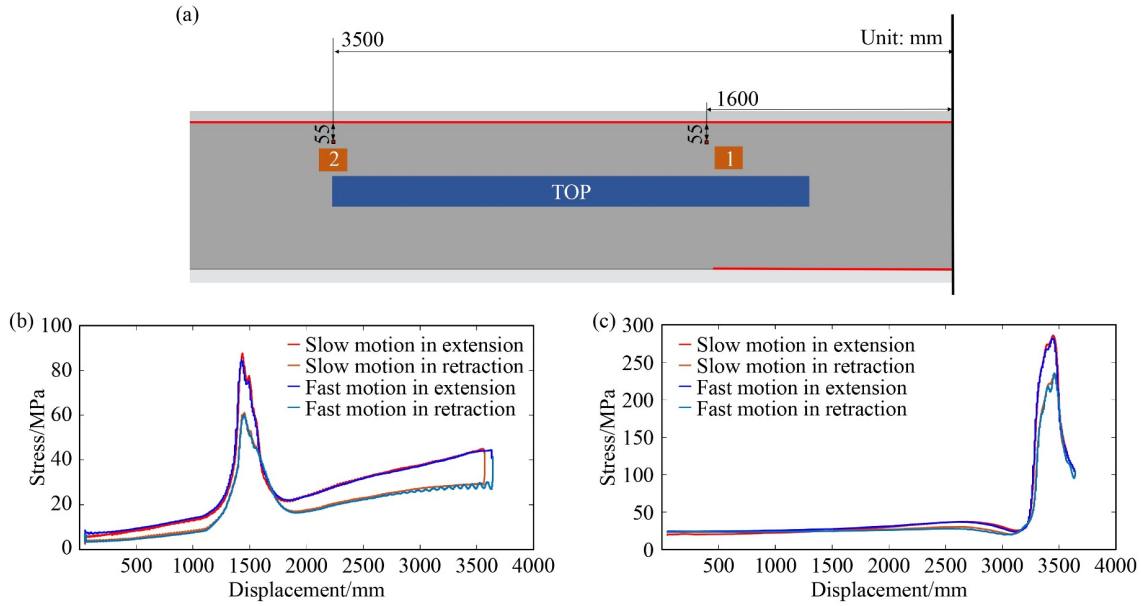 (a)
3500
Unit: mm
1600
55
55
2
1
TOP
(b)
100
80
60
40
20
0
Stress/MPa
Slow motion in extension
Slow motion in retraction
Fast motion in extension
Fast motion in retraction
500 1000 1500 2000 2500 3000 3500 4000
Displacement/mm
(c)
300
250
200
150
100
50
0
Stress/MPa
Slow motion in extension
Slow motion in retraction
Fast motion in extension
Fast motion in retraction
500 1000 1500 2000 2500 3000 3500 4000
Displacement/mm